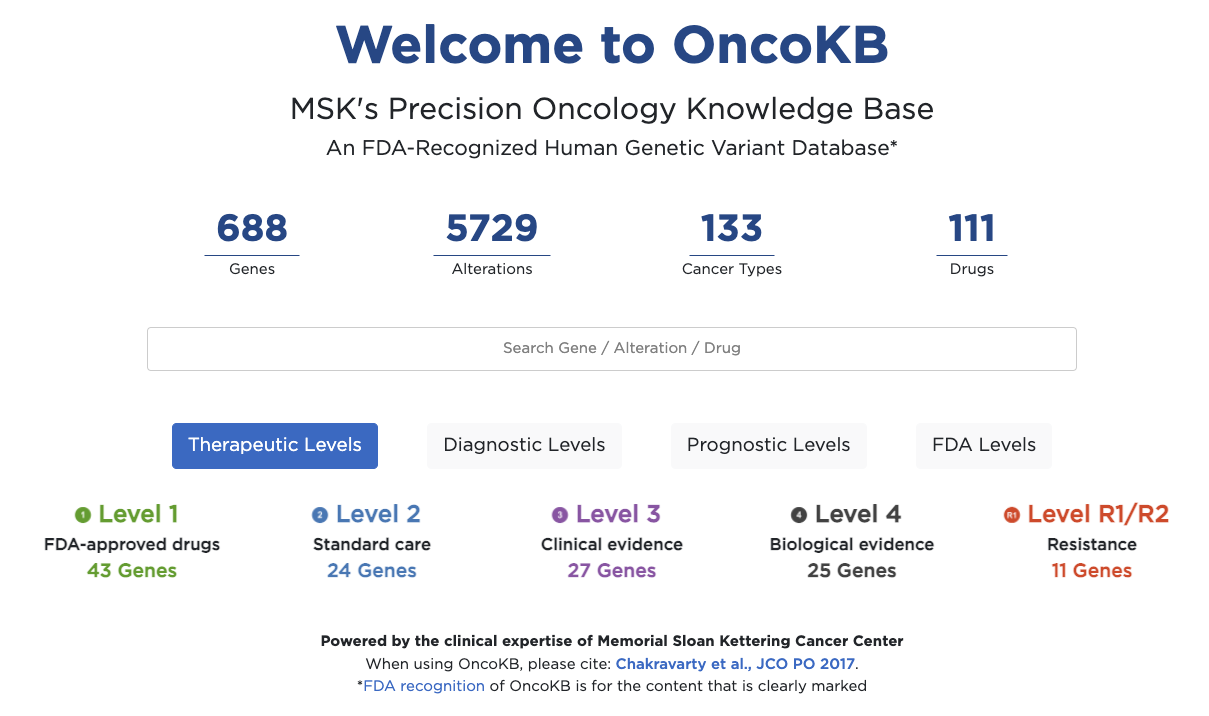 Welcome to OncoKB
MSK's Precision Oncology Knowledge Base
An FDA-Recognized Human Genetic Variant Database*
688 5729 133 111
Genes Alterations Cancer Types Drugs
Search Gene / Alteration / Drug
Therapeutic Levels Diagnostic Levels Prognostic Levels FDA Levels
1 Level 1 2 Level 2 3 Level 3 4 Level 4 R1 Level R1/R2
FDA-approved drugs Standard care Clinical evidence Biological evidence Resistance
43 Genes 24 Genes 27 Genes 25 Genes 11 Genes
Powered by the clinical expertise of Memorial Sloan Kettering Cancer Center
When using OncoKB, please cite: Chakravarty et al., JCO PO 2017.
*FDA recognition of OncoKB is for the content that is clearly marked